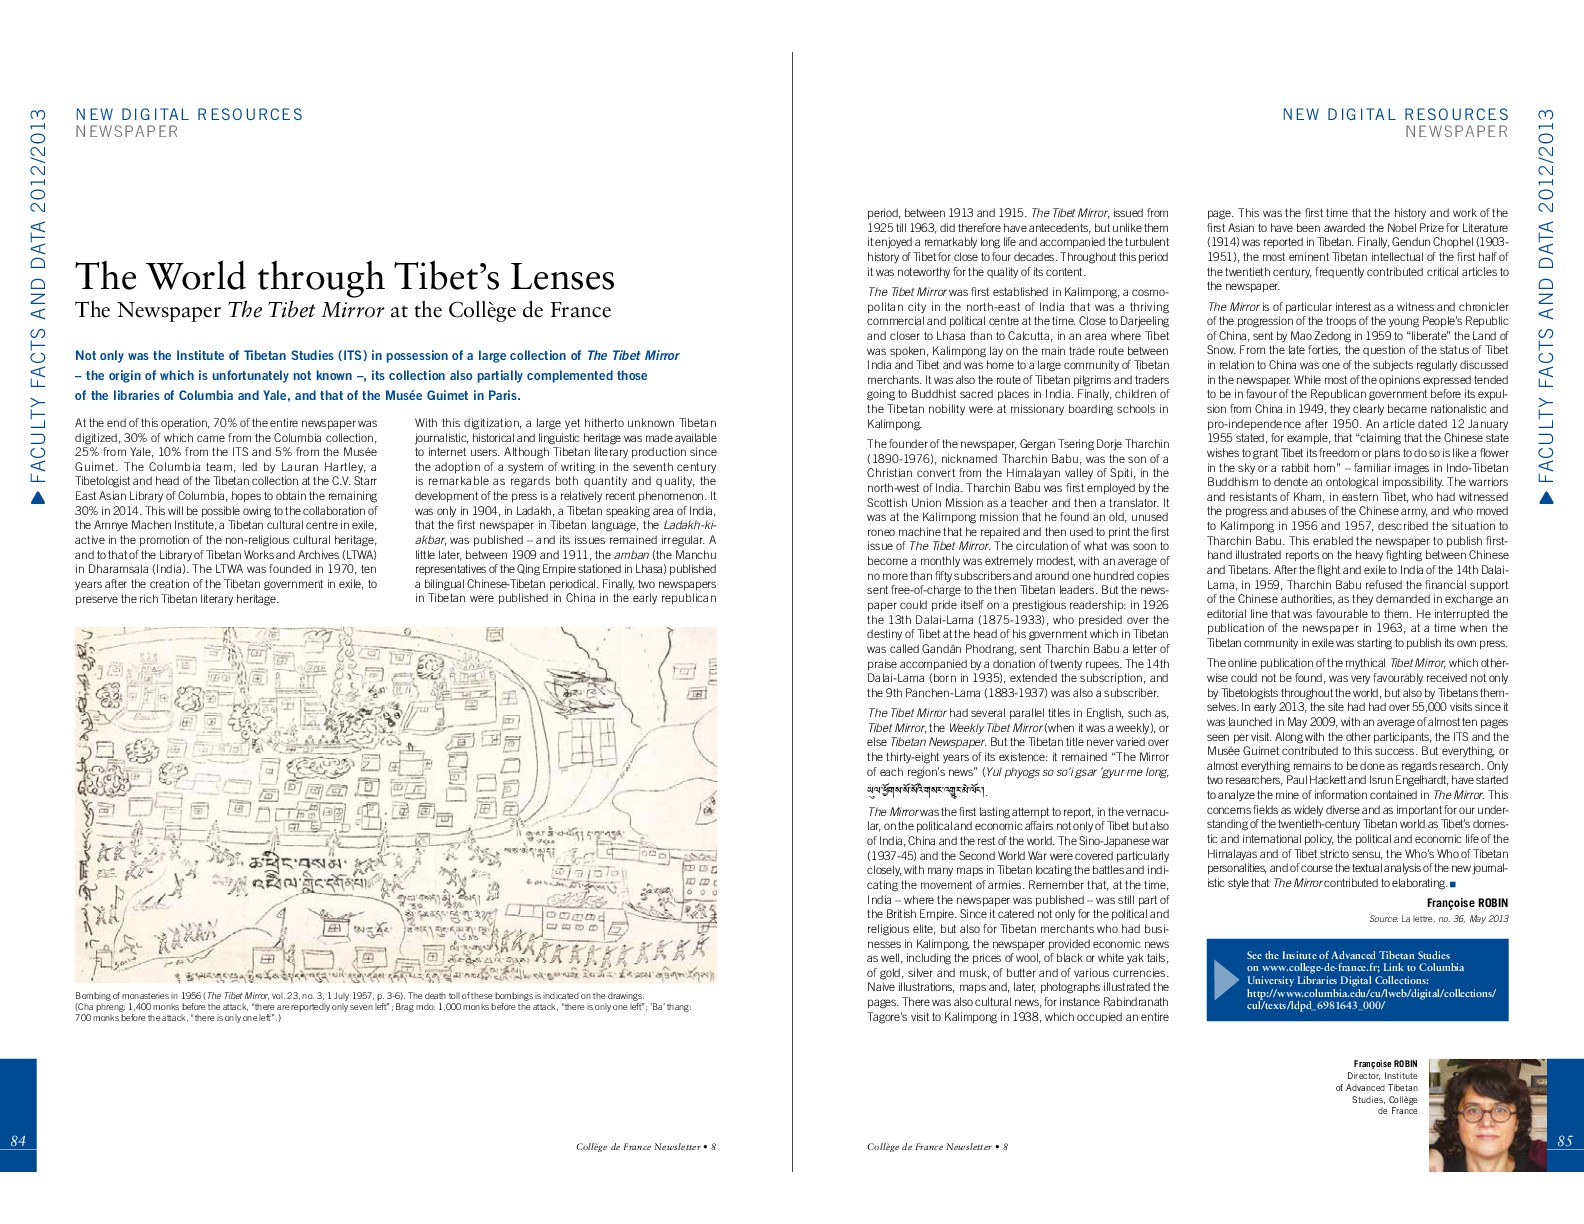 FACULTY FACTS AND DATA 2012/2013
NEW DIGITAL RESOURCES
NEWSPAPER
The World through Tibet's Lenses
The Newspaper The Tibet Mirror at the Collège de France
Not only was the Institute of Tibetan Studies (ITS) in possession of a large collection of The Tibet Mirror
– the origin of which is unfortunately not known –, its collection also partially complemented those
of the libraries of Columbia and Yale, and that of the Musée Guimet in Paris.
At the end of this operation, 70% of the entire newspaper was
digitized, 30% of which came from the Columbia collection,
25% from Yale, 10% from the ITS and 5% from the Musée
Guimet. The Columbia team, led by Lauran Hartley, a
Tibetologist and head of the Tibetan collection at the C.V. Starr
East Asian Library of Columbia, hopes to obtain the remaining
30% in 2014. This will be possible owing to the collaboration of
the Amnye Machen Institute, a Tibetan cultural centre in exile,
active in the promotion of the non-religious cultural heritage,
and to that of the Library of Tibetan Works and Archives (LTWA)
in Dharamsala (India). The LTWA was founded in 1970, ten
years after the creation of the Tibetan government in exile, to
preserve the rich Tibetan literary heritage.
With this digitization, a large yet hitherto unknown Tibetan
journalistic, historical and linguistic heritage was made available
to internet users. Although Tibetan literary production since
the adoption of a system of writing in the seventh century
is remarkable as regards both quantity and quality, the
development of the press is a relatively recent phenomenon. It
was only in 1904, in Ladakh, a Tibetan speaking area of India,
that the first newspaper in Tibetan language, the Ladakh-ki-
akbar, was published – and its issues remained irregular. A
little later, between 1909 and 1911, the amban (the Manchu
representatives of the Qing Empire stationed in Lhasa) published
a bilingual Chinese-Tibetan periodical. Finally, two newspapers
in Tibetan were published in China in the early republican
Bombing of monasteries in 1956 (The Tibet Mirror, vol. 23, no. 3, 1 July 1957, p. 3-6). The death toll of these bombings is indicated on the drawings.
(Cha phreng: 1,400 monks before the attack, "there are reportedly only seven left"; Brag mdo: 1,000 monks before the attack, "there is only one left"; 'Ba' thang:
700 monks before the attack, "there is only one left".)
84
Collège de France Newsletter • 8
NEW DIGITAL RESOURCES
NEWSPAPER
FACULTY FACTS AND DATA 2012/2013
period, between 1913 and 1915. The Tibet Mirror, issued from
1925 till 1963, did therefore have antecedents, but unlike them
it enjoyed a remarkably long life and accompanied the turbulent
history of Tibet for close to four decades. Throughout this period
it was noteworthy for the quality of its content.
The Tibet Mirror was first established in Kalimpong, a cosmo-
politan city in the north-east of India that was a thriving
commercial and political centre at the time. Close to Darjeeling
and closer to Lhasa than to Calcutta, in an area where Tibet
was spoken, Kalimpong lay on the main trade route between
India and Tibet and was home to a large community of Tibetan
merchants. It was also the route of Tibetan pilgrims and traders
going to Buddhist sacred places in India. Finally, children of
the Tibetan nobility were at missionary boarding schools in
Kalimpong.
The founder of the newspaper, Gergan Tsering Dorje Tharchin
(1890-1976), nicknamed Tharchin Babu, was the son of a
Christian convert from the Himalayan valley of Spiti, in the
north-west of India. Tharchin Babu was first employed by the
Scottish Union Mission as a teacher and then a translator. It
was at the Kalimpong mission that he found an old, unused
roneo machine that he repaired and then used to print the first
issue of The Tibet Mirror. The circulation of what was soon to
become a monthly was extremely modest, with an average of
no more than fifty subscribers and around one hundred copies
sent free-of-charge to the then Tibetan leaders. But the news-
paper could pride itself on a prestigious readership: in 1926
the 13th Dalai-Lama (1875-1933), who presided over the
destiny of Tibet at the head of his government which in Tibetan
was called Gandän Phodrang, sent Tharchin Babu a letter of
praise accompanied by a donation of twenty rupees. The 14th
Dalai-Lama (born in 1935), extended the subscription, and
the 9th Panchen-Lama (1883-1937) was also a subscriber.
The Tibet Mirror had several parallel titles in English, such as,
Tibet Mirror, the Weekly Tibet Mirror (when it was a weekly), or
else Tibetan Newspaper. But the Tibetan title never varied over
the thirty-eight years of its existence: it remained "The Mirror
of each region's news" (Yul phyogs so so'i gsar 'gyur me long,
ཡུལ་ཕྱོགས་སོ་སོའི་གསར་འགྱུར་མེ་ལོང།).
The Mirror was the first lasting attempt to report, in the vernacu-
lar, on the political and economic affairs not only of Tibet but also
of India, China and the rest of the world. The Sino-Japanese war
(1937-45) and the Second World War were covered particularly
closely, with many maps in Tibetan locating the battles and indi-
cating the movement of armies. Remember that, at the time,
India – where the newspaper was published – was still part of
the British Empire. Since it catered not only for the political and
religious elite, but also for Tibetan merchants who had busi-
nesses in Kalimpong, the newspaper provided economic news
as well, including the prices of wool, of black or white yak tails,
of gold, silver and musk, of butter and of various currencies.
Naive illustrations, maps and, later, photographs illustrated the
pages. There was also cultural news, for instance Rabindranath
Tagore's visit to Kalimpong in 1938, which occupied an entire
page. This was the first time that the history and work of the
first Asian to have been awarded the Nobel Prize for Literature
(1914) was reported in Tibetan. Finally, Gendun Chophel (1903-
1951), the most eminent Tibetan intellectual of the first half of
the twentieth century, frequently contributed critical articles to
the newspaper.
The Mirror is of particular interest as a witness and chronicler
of the progression of the troops of the young People's Republic
of China, sent by Mao Zedong in 1959 to "liberate" the Land of
Snow. From the late forties, the question of the status of Tibet
in relation to China was one of the subjects regularly discussed
in the newspaper. While most of the opinions expressed tended
to be in favour of the Republican government before its expul-
sion from China in 1949, they clearly became nationalistic and
pro-independence after 1950. An article dated 12 January
1955 stated, for example, that "claiming that the Chinese state
wishes to grant Tibet its freedom or plans to do so is like a flower
in the sky or a rabbit horn" – familiar images in Indo-Tibetan
Buddhism to denote an ontological impossibility. The warriors
and resistants of Kham, in eastern Tibet, who had witnessed
the progress and abuses of the Chinese army, and who moved
to Kalimpong in 1956 and 1957, described the situation to
Tharchin Babu. This enabled the newspaper to publish first-
hand illustrated reports on the heavy fighting between Chinese
and Tibetans. After the flight and exile to India of the 14th Dalai-
Lama, in 1959, Tharchin Babu refused the financial support
of the Chinese authorities, as they demanded in exchange an
editorial line that was favourable to them. He interrupted the
publication of the newspaper in 1963, at a time when the
Tibetan community in exile was starting to publish its own press.
The online publication of the mythical Tibet Mirror, which other-
wise could not be found, was very favourably received not only
by Tibetologists throughout the world, but also by Tibetans them-
selves. In early 2013, the site had had over 55,000 visits since it
was launched in May 2009, with an average of almost ten pages
seen per visit. Along with the other participants, the ITS and the
Musée Guimet contributed to this success. But everything, or
almost everything remains to be done as regards research. Only
two researchers, Paul Hackett and Isrun Engelhardt, have started
to analyze the mine of information contained in The Mirror. This
concerns fields as widely diverse and as important for our under-
standing of the twentieth-century Tibetan world as Tibet's domes-
tic and international policy, the political and economic life of the
Himalayas and of Tibet stricto sensu, the Who's Who of Tibetan
personalities, and of course the textual analysis of the new journal-
istic style that The Mirror contributed to elaborating.
Françoise ROBIN
Source: La lettre, no. 36, May 2013
See the Insitute of Advanced Tibetan Studies
on www.college-de-france.fr; Link to Columbia
University Libraries Digital Collections:
http://www.columbia.edu/cu/lweb/digital/collections/
cul/texts/ldpd_6981643_000/
Françoise ROBIN
Director, Institute
of Advanced Tibetan
Studies, Collège
de France
Collège de France Newsletter • 8
85